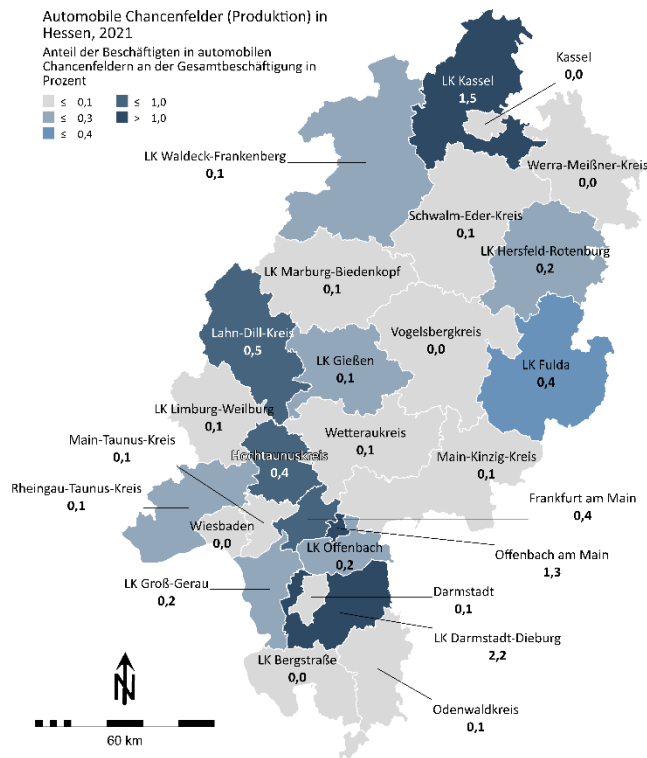 Automobile Chancenfelder (Produktion) in
Hessen, 2021
Anteil der Beschäftigten in automobilen
Chancenfeldern an der Gesamtbeschäftigung in
Prozent
≤ 0,1
≤ 0,3
≤ 0,4
≤ 1,0
> 1,0
Kassel
0,0
LK Kassel
1,5
LK Waldeck-Frankenberg
0,1
Werra-Meißner-Kreis
0,0
Schwalm-Eder-Kreis
0,1
LK Hersfeld-Rotenburg
0,2
LK Marburg-Biedenkopf
0,1
Lahn-Dill-Kreis
0,5
Vogelsbergkreis
0,0
LK Gießen
0,1
LK Fulda
0,4
LK Limburg-Weilburg
0,1
Wetteraukreis
0,1
Main-Taunus-Kreis
0,1
Hochtaunuskreis
0,4
Main-Kinzig-Kreis
0,1
Rheingau-Taunus-Kreis
0,1
Frankfurt am Main
0,4
Wiesbaden
0,0
LK Offenbach
0,2
Offenbach am Main
1,3
LK Groß-Gerau
0,2
Darmstadt
0,1
LK Darmstadt-Dieburg
2,2
LK Bergstraße
0,0
Odenwaldkreis
0,1
N
60 km